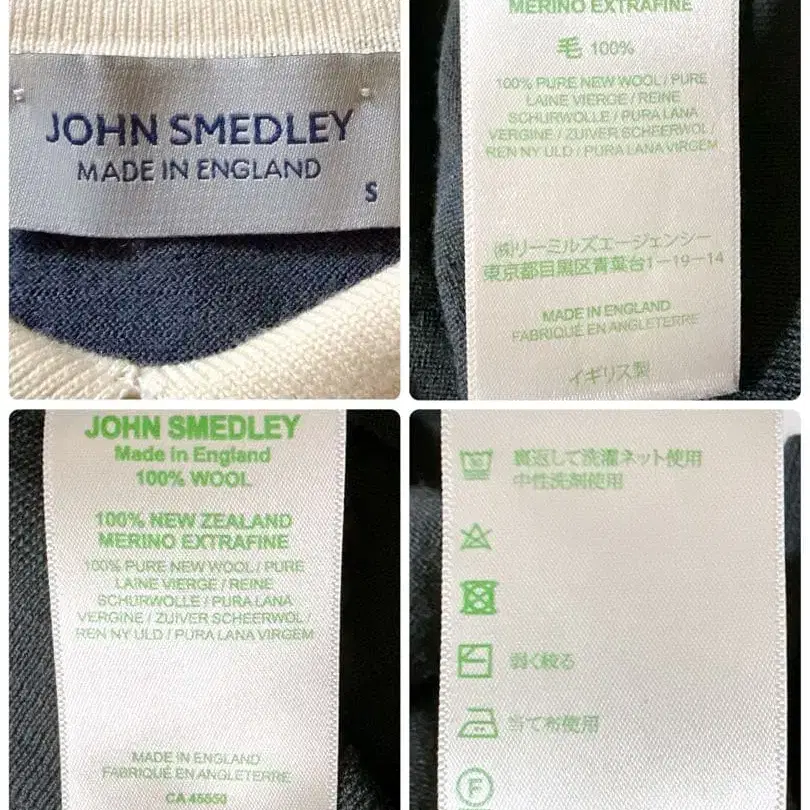 JOHN SMEDLEY
MADE IN ENGLAND
S
MERINO EXTRAFINE
毛 100%
100% PURE NEW WOOL / PURE
LAINE VIERGE / REINE
SCHURWOLLE / PURA LANA
VERGINE / ZUIVER SCHEERWOL /
REN NY ULD / PURA LANA VIRGEM
㈱リーミルズエージェンシー
東京都目黒区青葉台1-19-14
MADE IN ENGLAND
FABRIQUÉ EN ANGLETERRE
イギリス製
JOHN SMEDLEY
Made in England
100% WOOL
100% NEW ZEALAND
MERINO EXTRAFINE
100% PURE NEW WOOL / PURE
LAINE VIERGE / REINE
SCHURWOLLE / PURA LANA
VERGINE / ZUIVER SCHEERWOL /
REN NY ULD / PURA LANA VIRGEM
MADE IN ENGLAND
FABRIQUÉ EN ANGLETERRE
CA 45550
裏返して洗濯ネット使用
中性洗剤使用
弱く絞る
当て布使用
F